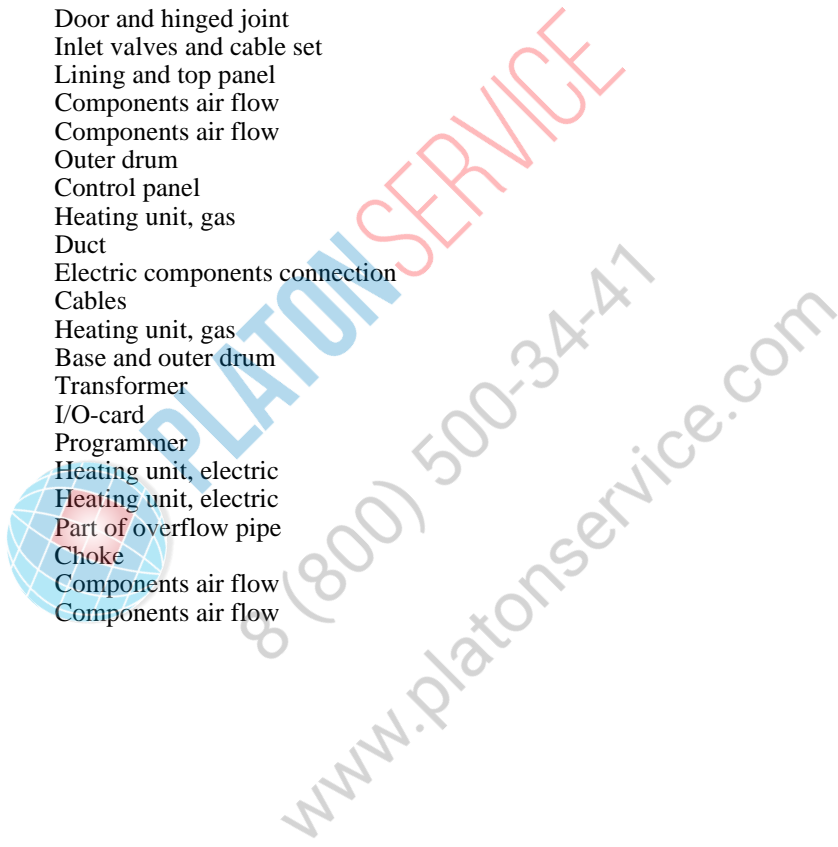 Door and hinged joint
Inlet valves and cable set
Lining and top panel
Components air flow
Components air flow
Outer drum
Control panel
Heating unit, gas
Duct
Electric components connection
Cables
Heating unit, gas
Base and outer drum
Transformer
I/O-card
Programmer
Heating unit, electric
Heating unit, electric
Part of overflow pipe
Choke
Components air flow
Components air flow
PLATONSERVICE
8 (800) 500-34-41
www.platonservice.com